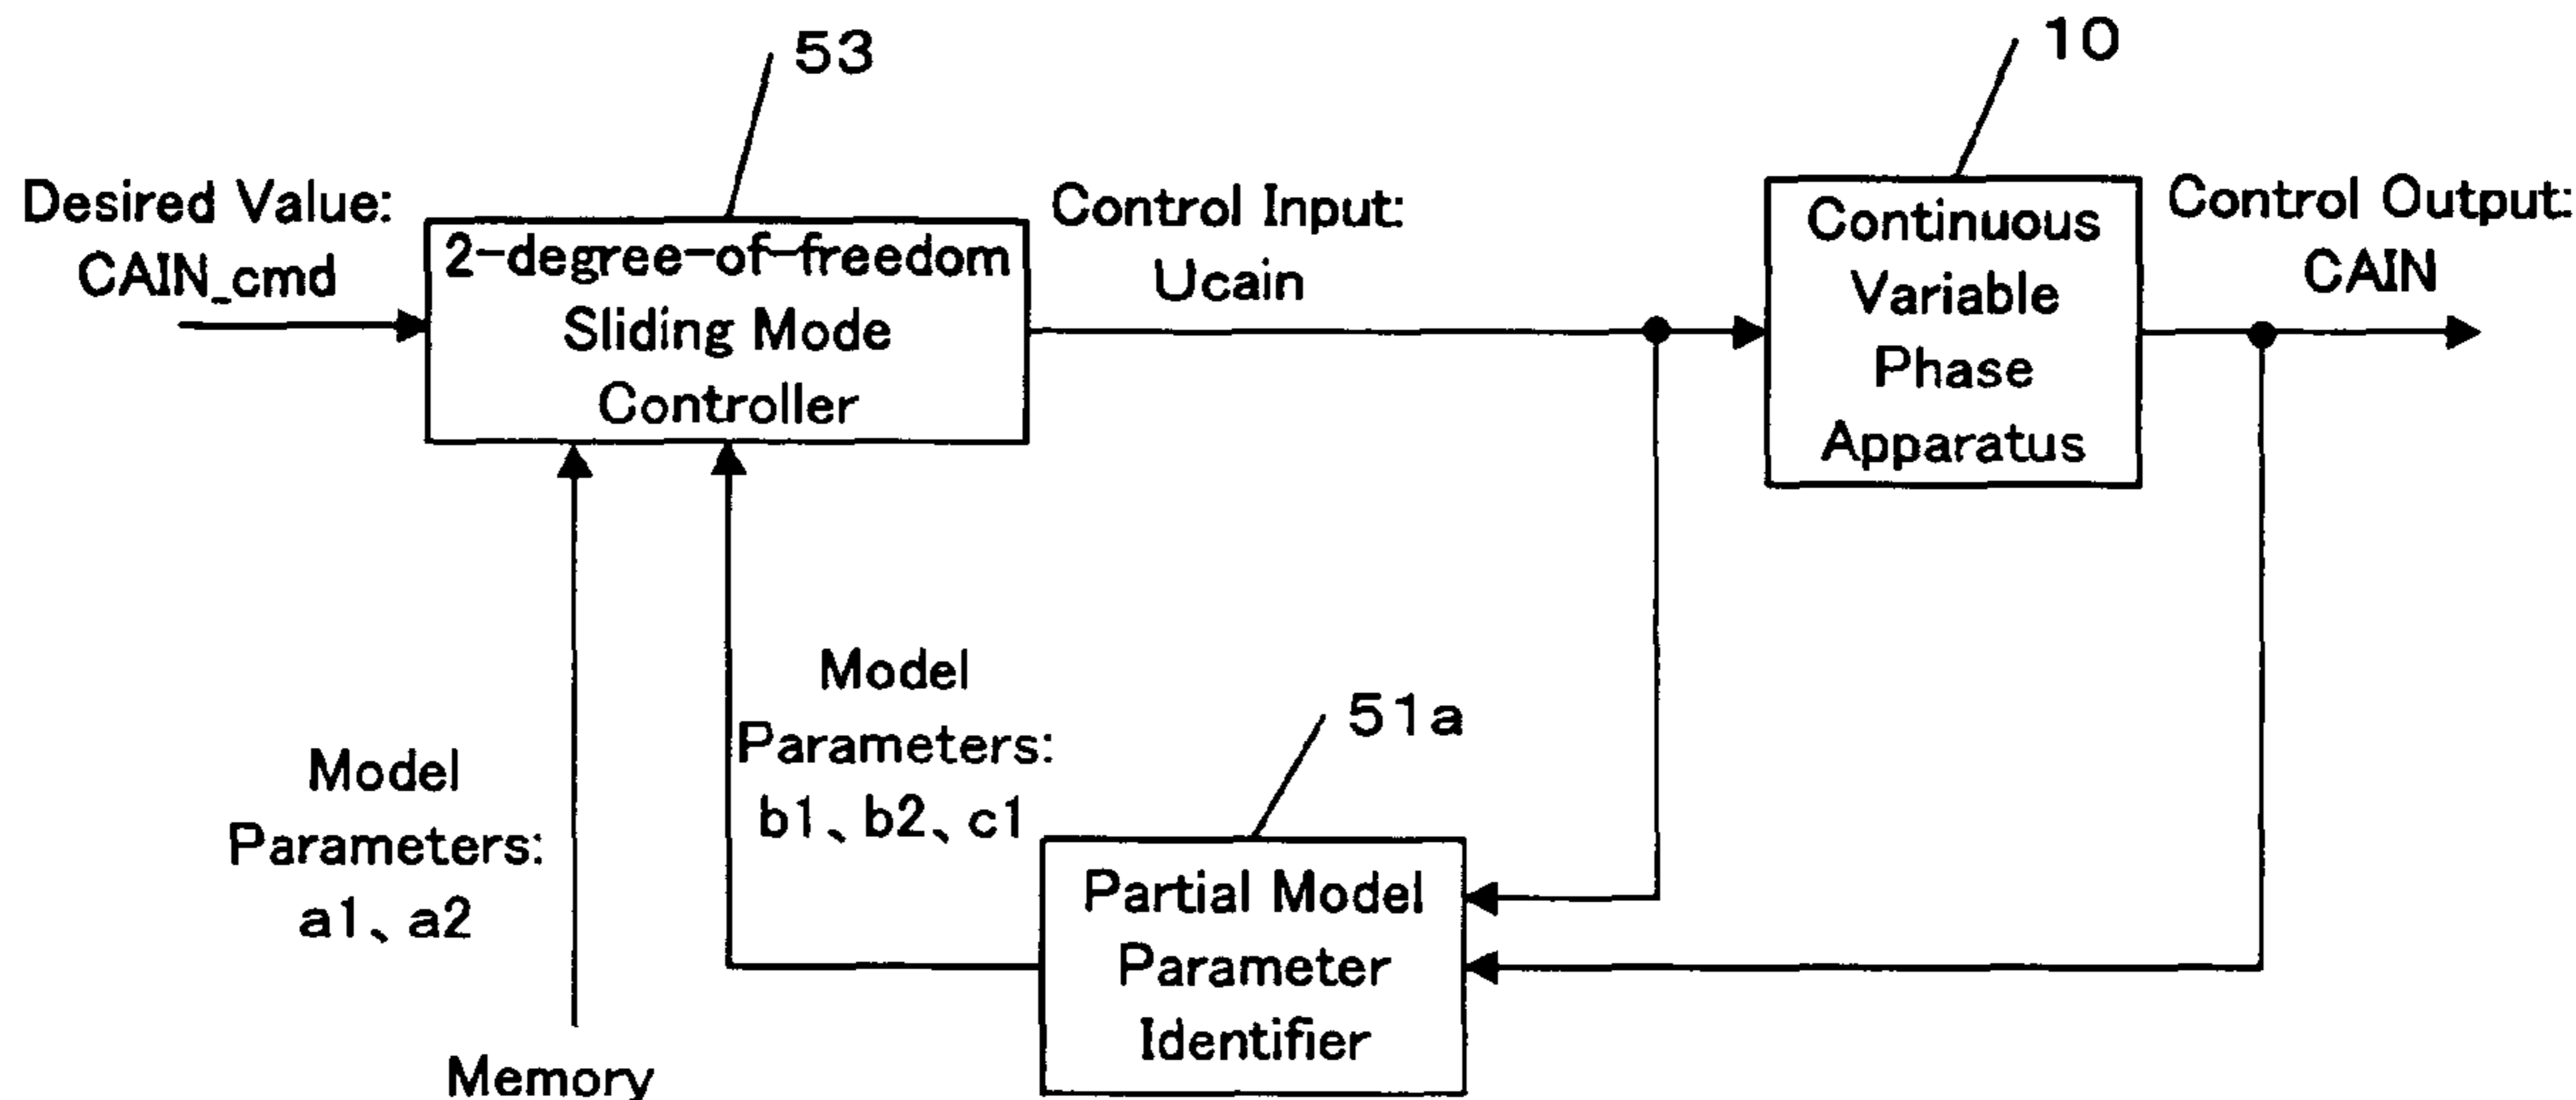 53
10
Desired Value:
CAIN_cmd
2-degree-of-freedom
Sliding Mode
Controller
Control Input:
Ucain
Continuous
Variable
Phase
Apparatus
Control Output:
CAIN
Model
Parameters:
a1、a2
Model
Parameters:
b1、b2、c1
51a
Partial Model
Parameter
Identifier
Memory